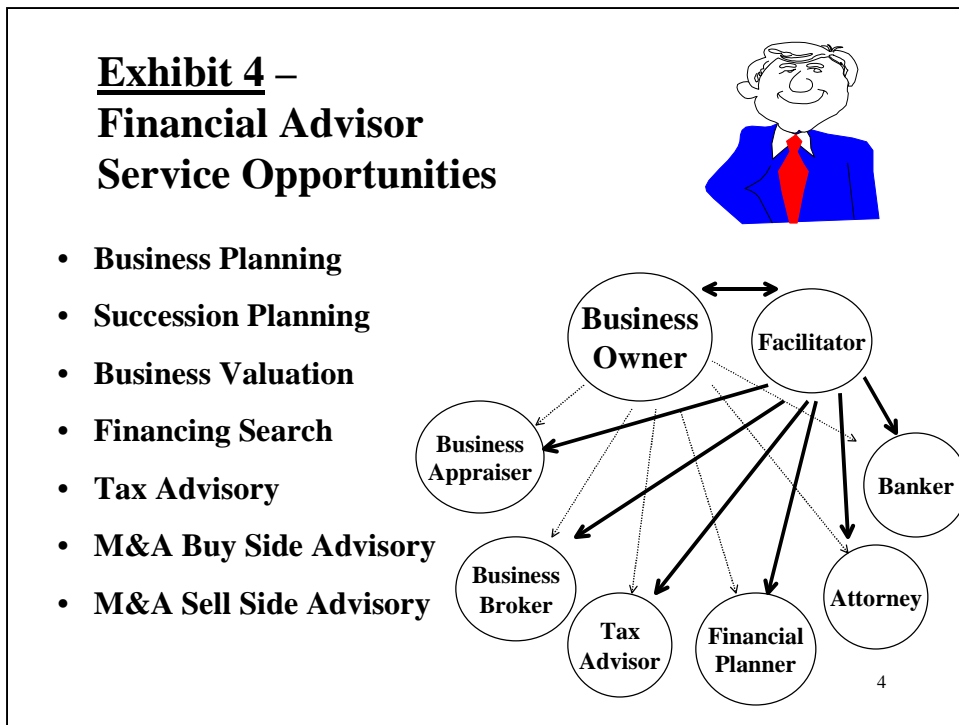 Exhibit 4 –
Financial Advisor
Service Opportunities
• Business Planning
• Succession Planning
• Business Valuation
• Financing Search
• Tax Advisory
• M&A Buy Side Advisory
• M&A Sell Side Advisory
Business
Owner
Facilitator
Business
Appraiser
Banker
Business
Broker
Tax
Advisor
Financial
Planner
Attorney
4